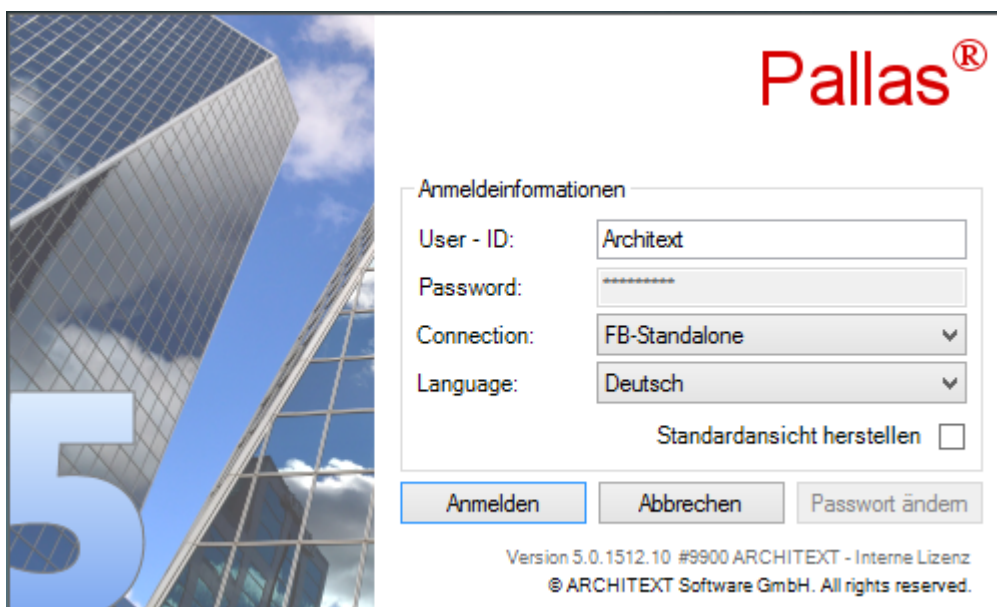 Pallas®
Anmeldeinformationen
User - ID: Architext
Password: *********
Connection: FB-Standalone
Language: Deutsch
Standardansicht herstellen
Anmelden Abbrechen Passwort ändern
5
Version 5.0.1512.10 #9900 ARCHITEXT - Interne Lizenz
© ARCHITEXT Software GmbH. All rights reserved.